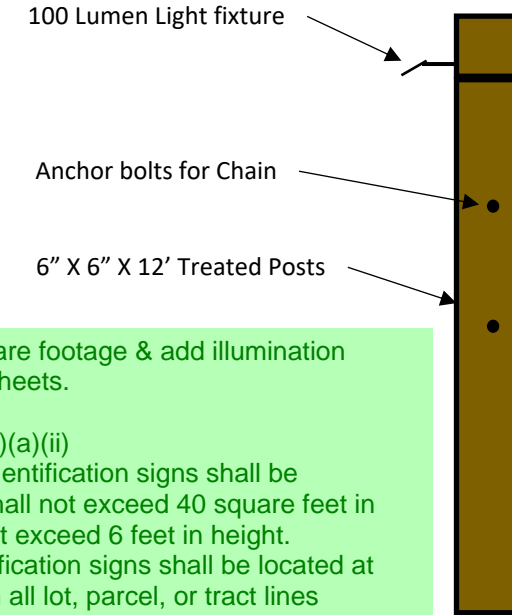 100 Lumen Light fixture
Anchor bolts for Chain
6” X 6” X 12’ Treated Posts
are footage & add illumination
heets.
)(a)(ii)
entification signs shall be
hall not exceed 40 square feet in
t exceed 6 feet in height.
fication signs shall be located at
all lot, parcel, or tract lines